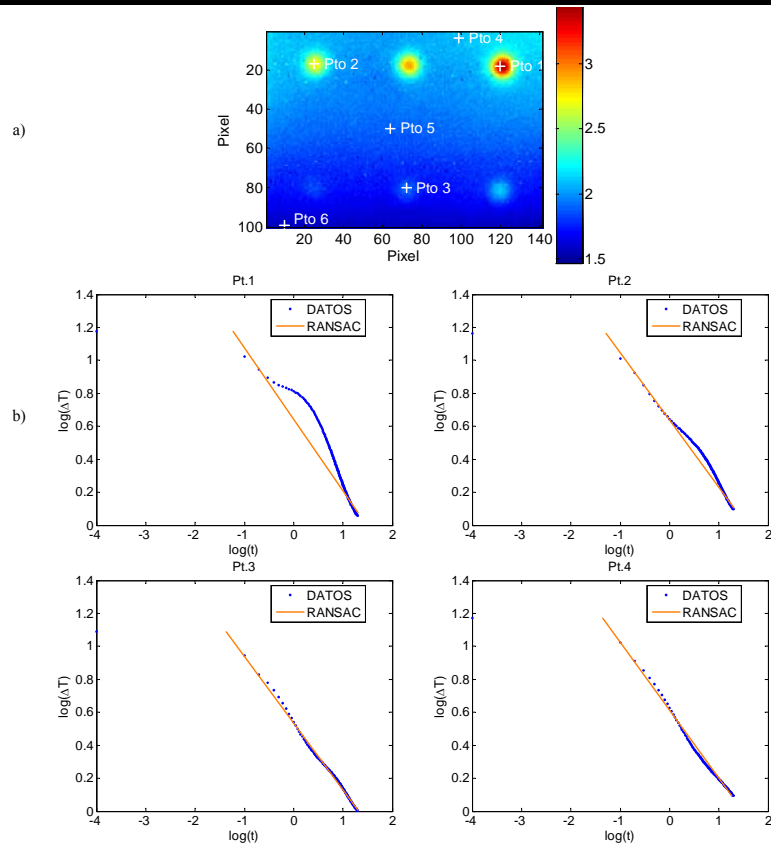 a)
Pto 4
Pto 2
Pto 1
Pto 5
Pto 3
Pto 6
Pixel
20
40
60
80
100
20 40 60 80 100 120 140
Pixel
3
2.5
2
1.5
b)
Pt.1
DATOS
RANSAC
log(ΔT)
1.4
1.2
1
0.8
0.6
0.4
0.2
0
-4 -3 -2 -1 0 1 2
log(t)
Pt.2
DATOS
RANSAC
log(ΔT)
1.4
1.2
1
0.8
0.6
0.4
0.2
0
-4 -3 -2 -1 0 1 2
log(t)
Pt.3
DATOS
RANSAC
log(ΔT)
1.4
1.2
1
0.8
0.6
0.4
0.2
0
-4 -3 -2 -1 0 1 2
log(t)
Pt.4
DATOS
RANSAC
log(ΔT)
1.4
1.2
1
0.8
0.6
0.4
0.2
0
-4 -3 -2 -1 0 1 2
log(t)